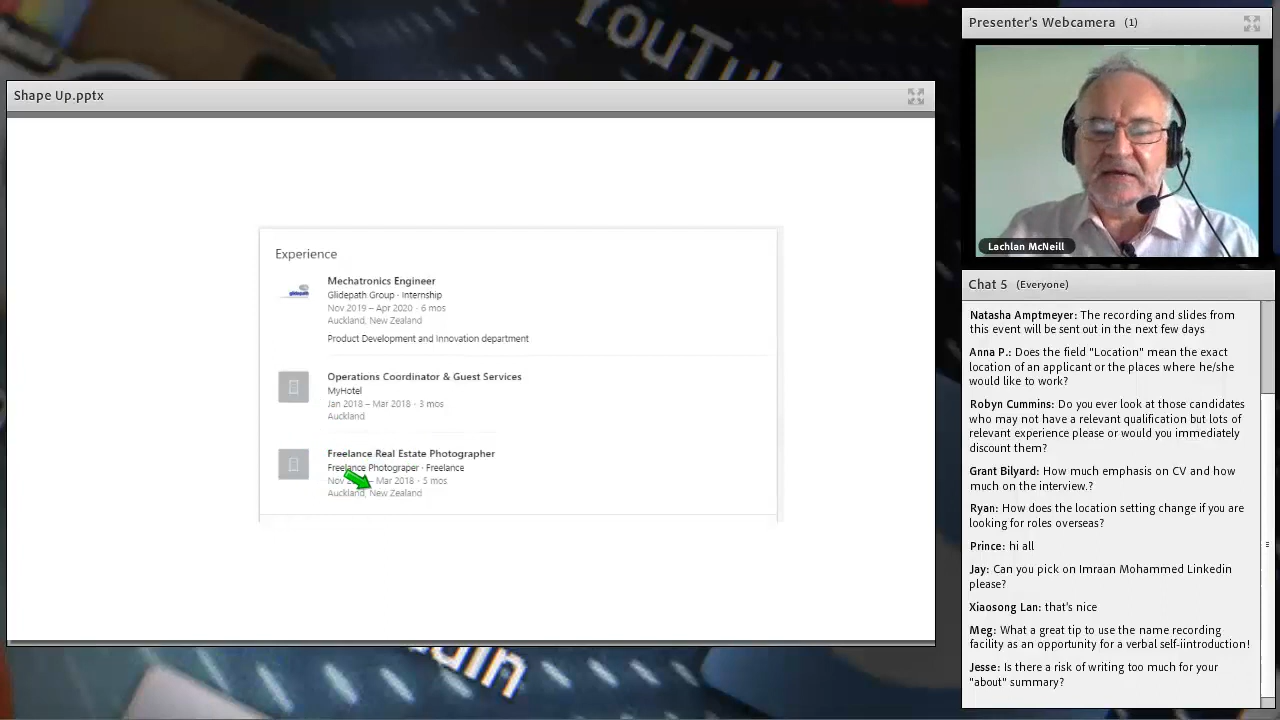 YouTu
Shape Up.pptx
Experience
Mechatronics Engineer
Glidepath Group · Internship
Nov 2019 – Apr 2020 · 6 mos
Auckland, New Zealand
Product Development and Innovation department
Operations Coordinator & Guest Services
MyHotel
Jan 2018 – Mar 2018 · 3 mos
Auckland
Freelance Real Estate Photographer
Freelance Photograper · Freelance
Nov – Mar 2018 · 5 mos
Auckland, New Zealand
Presenter's Webcamera (1)
Lachlan McNeill
Chat 5 (Everyone)
Natasha Amptmeyer: The recording and slides from
this event will be sent out in the next few days
Anna P.: Does the field "Location" mean the exact
location of an applicant or the places where he/she
would like to work?
Robyn Cummins: Do you ever look at those candidates
who may not have a relevant qualification but lots of
relevant experience please or would you immediately
discount them?
Grant Bilyard: How much emphasis on CV and how
much on the interview.?
Ryan: How does the location setting change if you are
looking for roles overseas?
Prince: hi all
Jay: Can you pick on Imraan Mohammed Linkedin
please?
Xiaosong Lan: that's nice
Meg: What a great tip to use the name recording
facility as an opportunity for a verbal self-iintroduction!
Jesse: Is there a risk of writing too much for your
"about" summary?